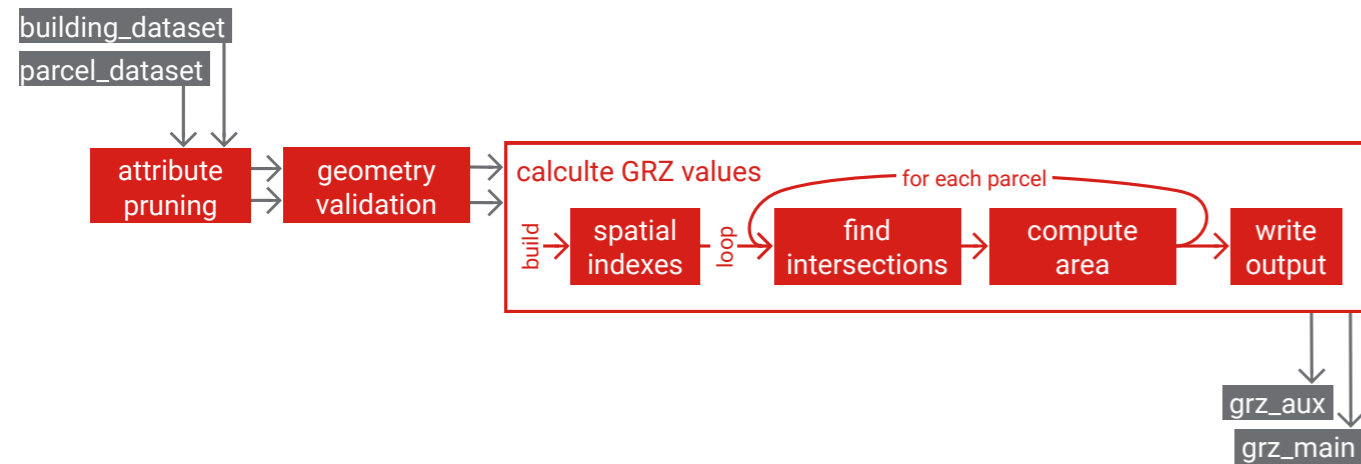 building_dataset
parcel_dataset
attribute
pruning
geometry
validation
calculte GRZ values
for each parcel
build
spatial
indexes
loop
find
intersections
compute
area
write
output
grz_aux
grz_main